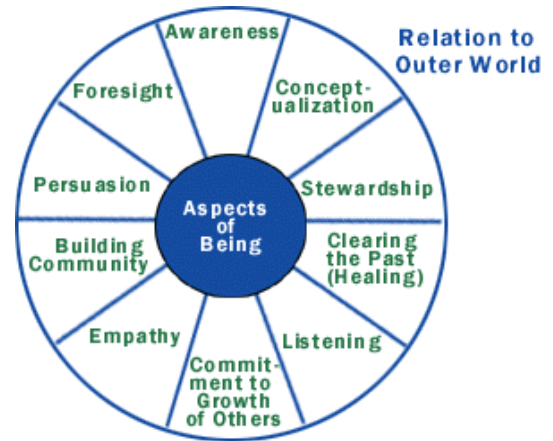 Awareness
Relation to
Outer World
Foresight
Concept-
ualization
Persuasion
Stewardship
Aspects
of
Being
Building
Community
Clearing
the Past
(Healing)
Empathy
Listening
Commit-
ment to
Growth
of Others